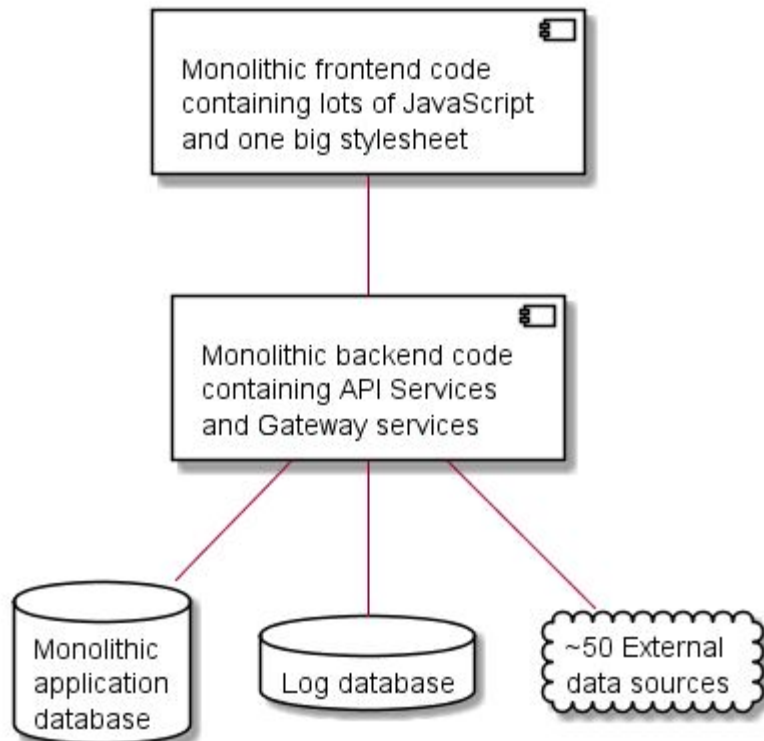 Monolithic frontend code
containing lots of JavaScript
and one big stylesheet
Monolithic backend code
containing API Services
and Gateway services
Monolithic
application
database
Log database
~50 External
data sources